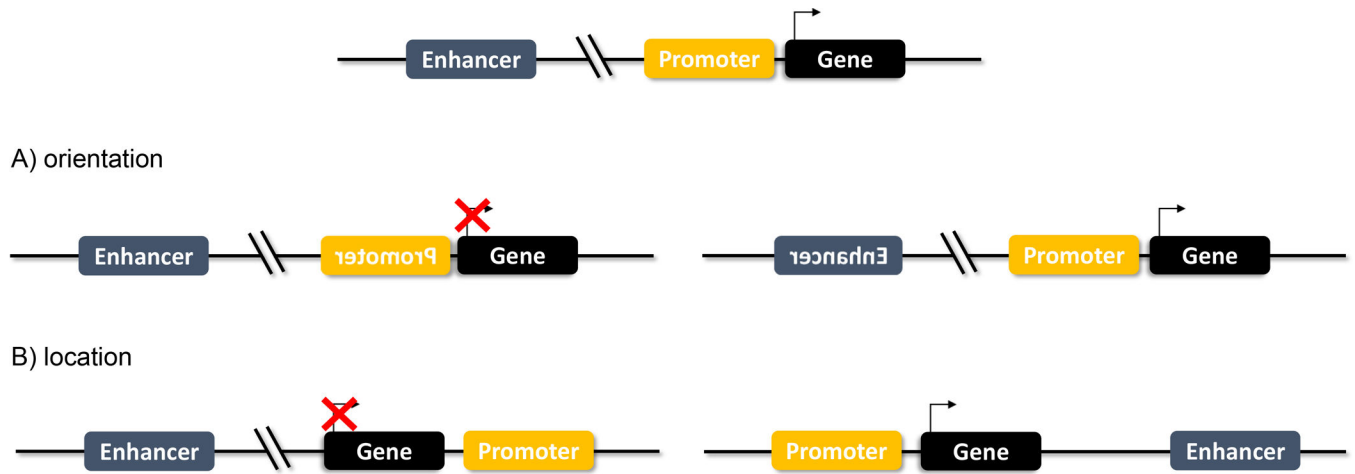 Enhancer Promoter Gene
A) orientation
Enhancer Promoter Gene Enhancer Promoter Gene
B) location
Enhancer Gene Promoter Promoter Gene Enhancer